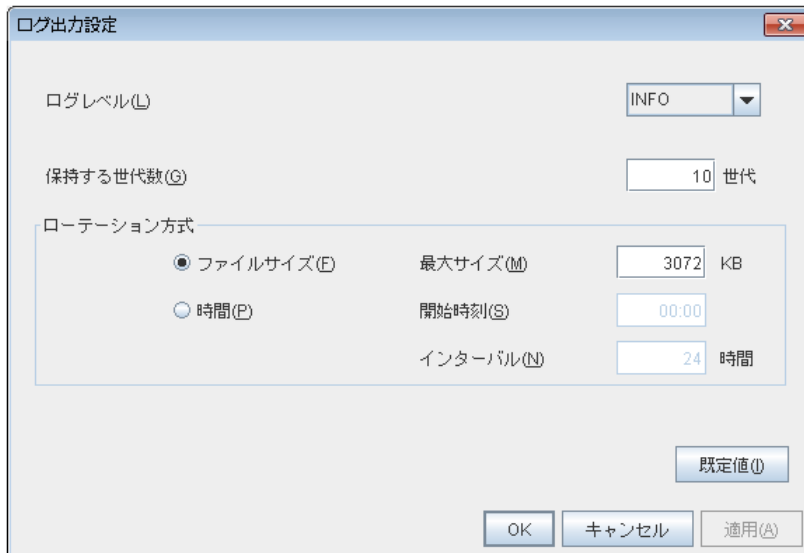 ログ出力設定
ログレベル(L) INFO
保持する世代数(G) 10 世代
ローテーション方式
ファイルサイズ(F) 最大サイズ(M) 3072 KB
時間(P) 開始時刻(S) 00:00
インターバル(N) 24 時間
既定値(I)
OK キャンセル 適用(A)